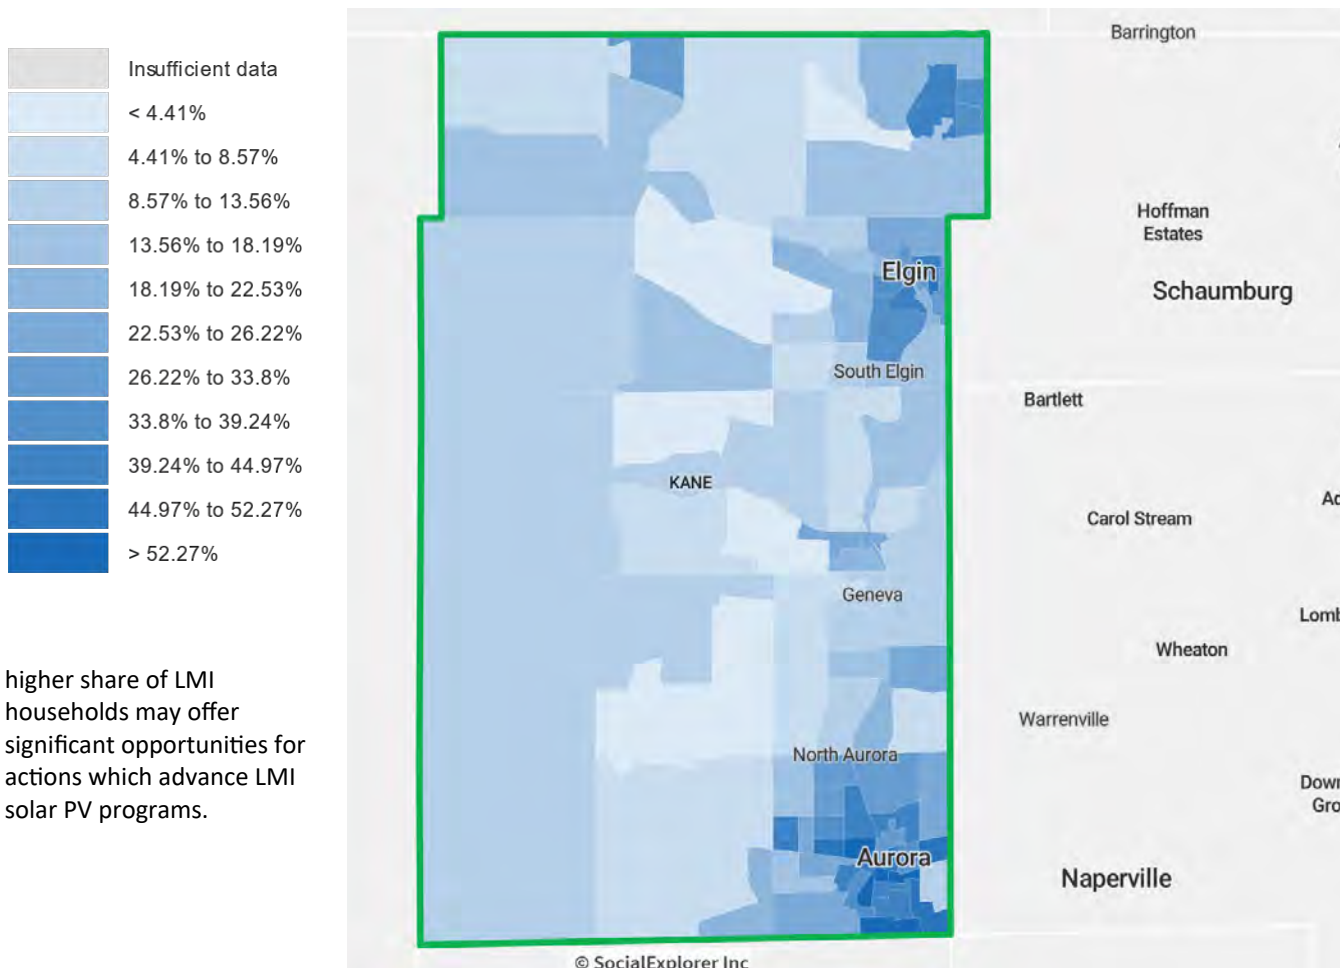 Insufficient data
< 4.41%
4.41% to 8.57%
8.57% to 13.56%
13.56% to 18.19%
18.19% to 22.53%
22.53% to 26.22%
26.22% to 33.8%
33.8% to 39.24%
39.24% to 44.97%
44.97% to 52.27%
> 52.27%
higher share of LMI
households may offer
significant opportunities for
actions which advance LMI
solar PV programs.
Barrington
Hoffman
Estates
Elgin
Schaumburg
South Elgin
Bartlett
KANE
Carol Stream
Geneva
Wheaton
Warrenville
North Aurora
Aurora
Naperville
© SocialExplorer Inc